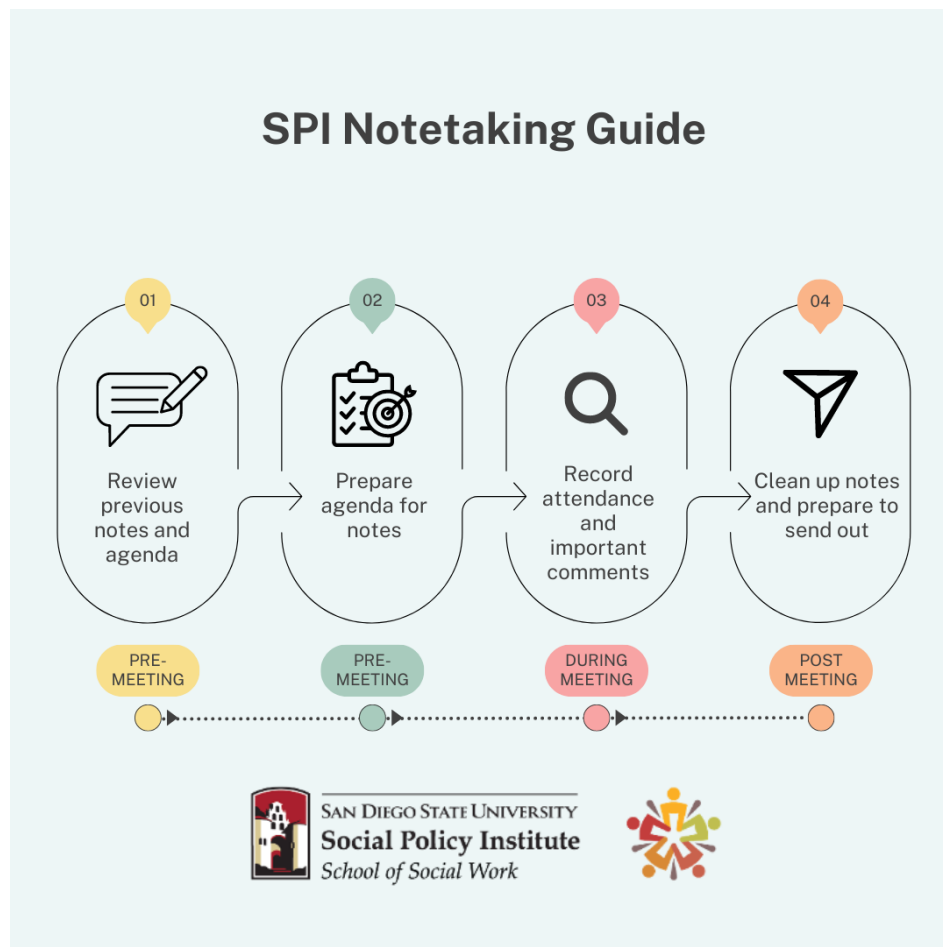 SPI Notetaking Guide
01
Review
previous
notes and
agenda
PRE-
MEETING
02
Prepare
agenda for
notes
PRE-
MEETING
03
Record
attendance
and
important
comments
DURING
MEETING
04
Clean up notes
and prepare to
send out
POST
MEETING
SAN DIEGO STATE UNIVERSITY
Social Policy Institute
School of Social Work